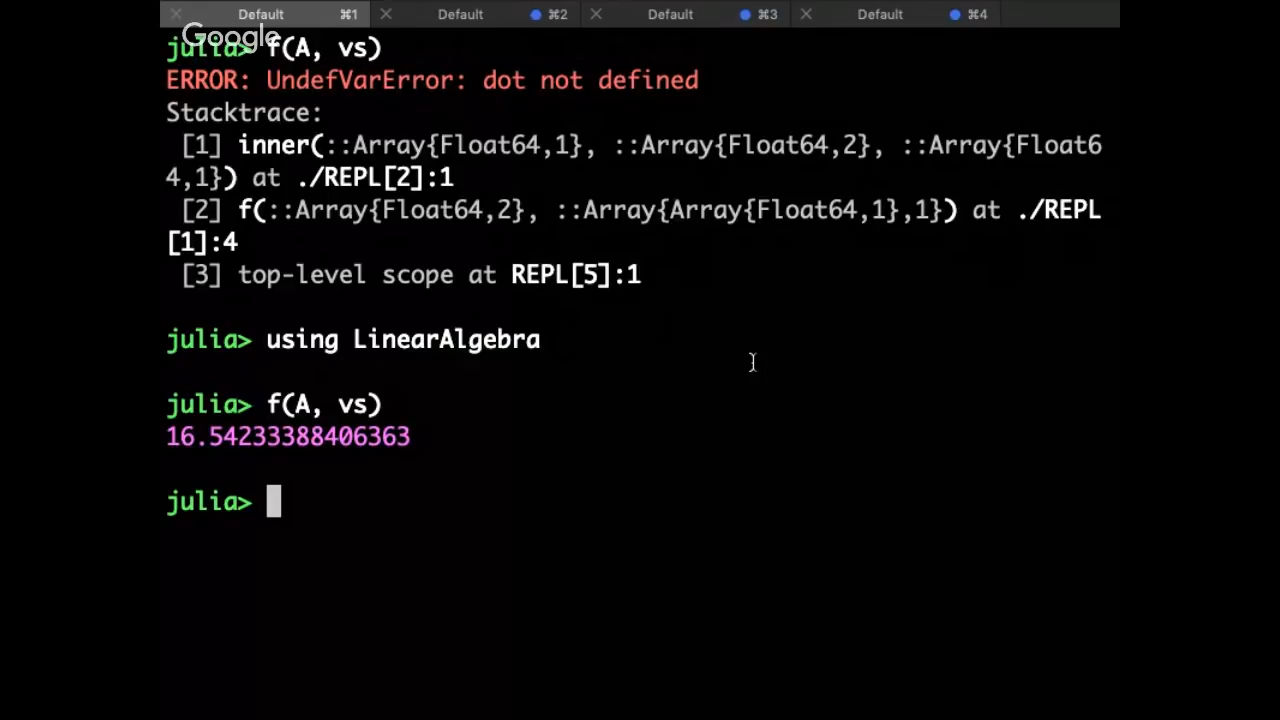 Default ⌘1 Default ⌘2 Default ⌘3 Default ⌘4
Google
julia> f(A, vs)
ERROR: UndefVarError: dot not defined
Stacktrace:
[1] inner(::Array{Float64,1}, ::Array{Float64,2}, ::Array{Float6
4,1}) at ./REPL[2]:1
[2] f(::Array{Float64,2}, ::Array{Array{Float64,1},1}) at ./REPL
[1]:4
[3] top-level scope at REPL[5]:1
julia> using LinearAlgebra
julia> f(A, vs)
16.54233388406363
julia>